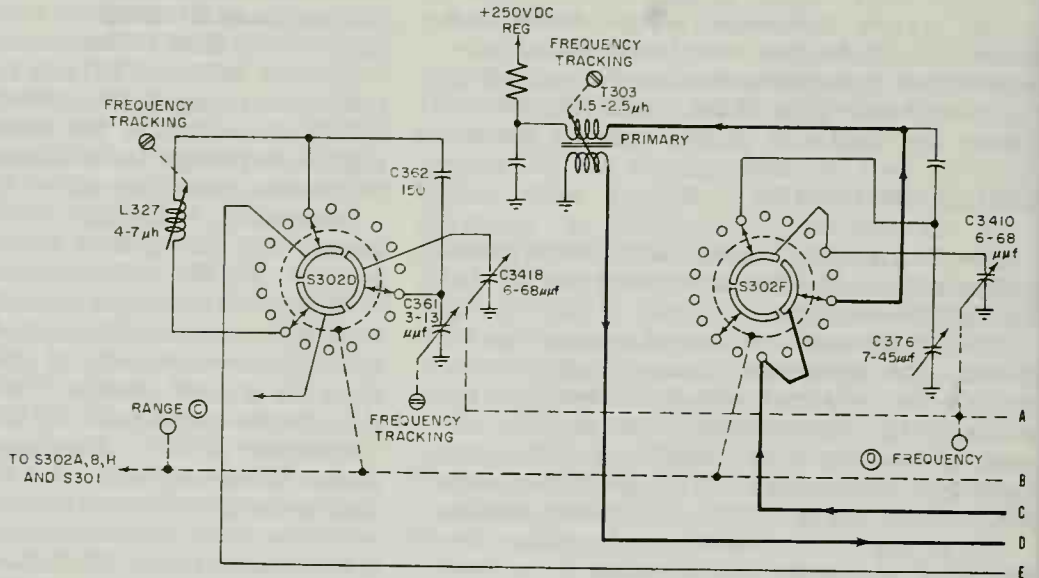 +250VDC
REG
FREQUENCY
TRACKING
T303
1.5-2.5μh
PRIMARY
FREQUENCY
TRACKING
C362
150
L327
4-7μh
S302D
C3418
6-68μμf
C361
3-13
μμf
S302F
C3410
6-68
μμf
C376
7-45μμf
FREQUENCY
TRACKING
RANGE Ⓒ
A
TO S302A,B,H
AND S301
Ⓞ FREQUENCY
B
C
D
E